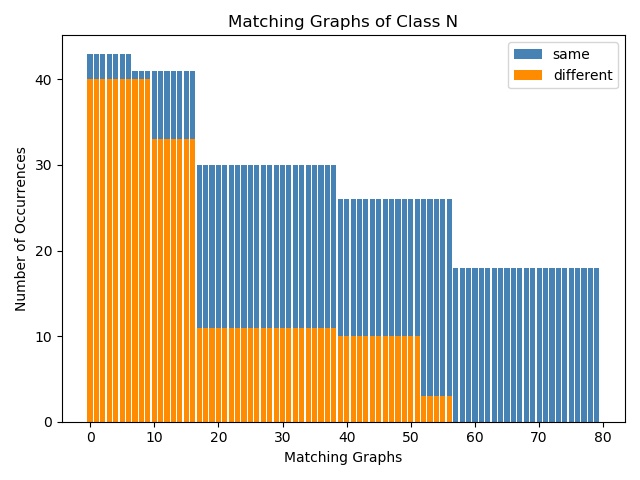 Matching Graphs of Class N
same
different
Number of Occurrences
40
30
20
10
0
0 10 20 30 40 50 60 70 80
Matching Graphs